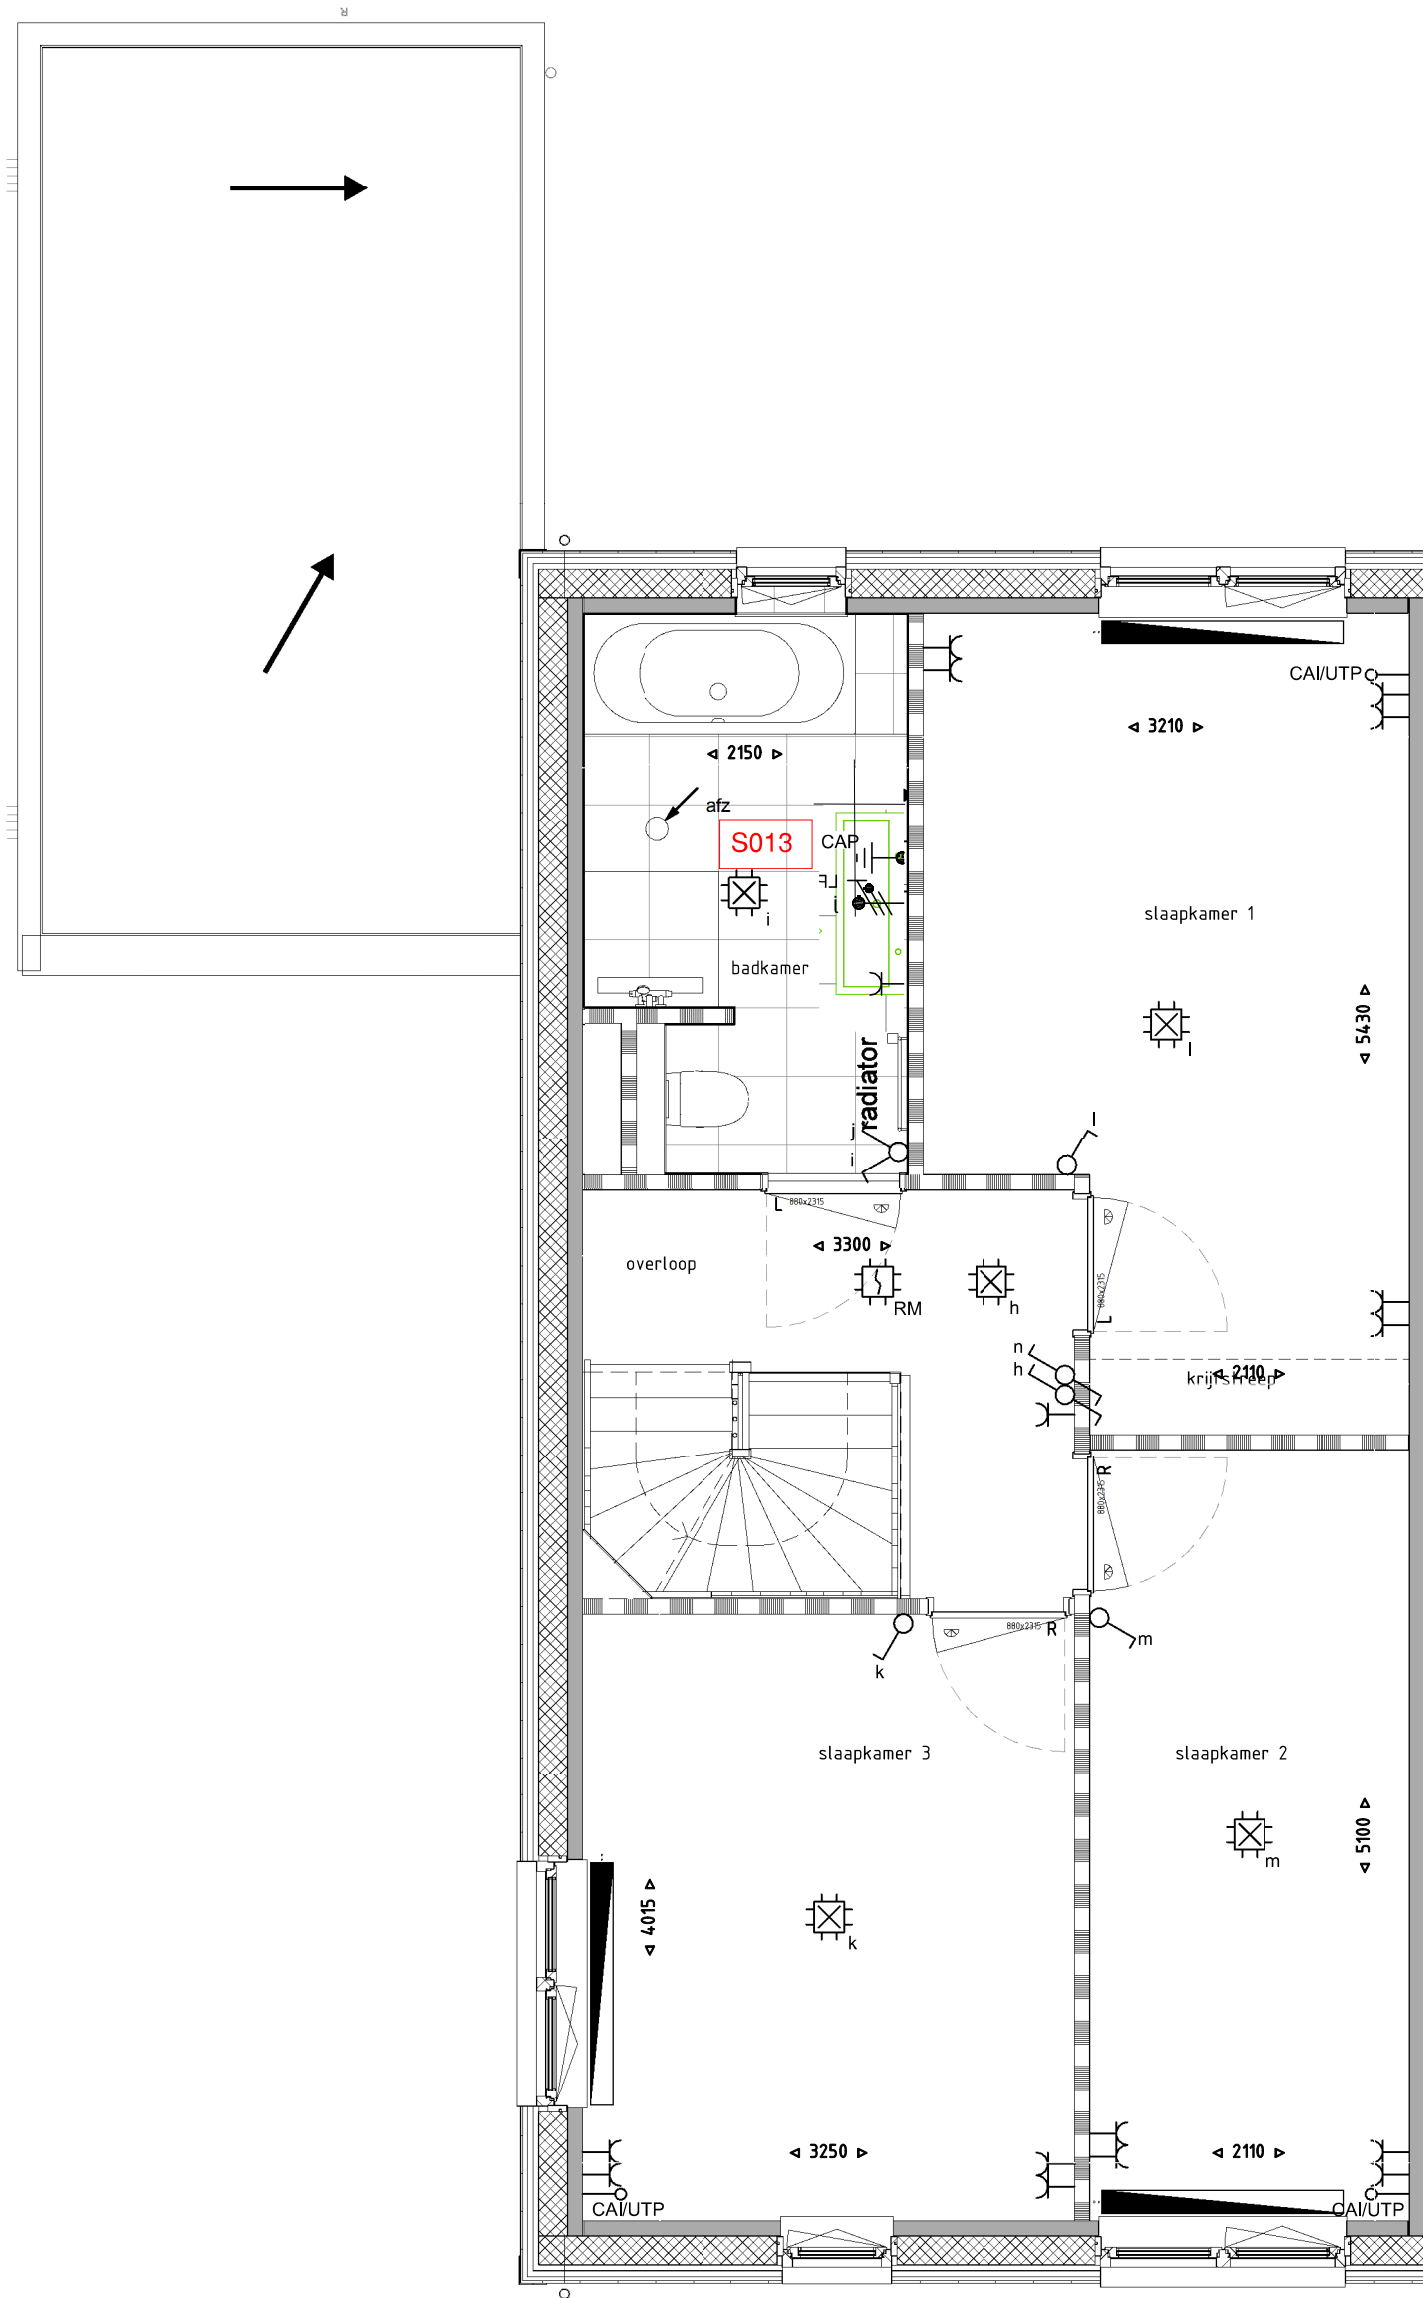 R
CAI/UTP
3210
2150
afz
S013
CAP
i
badkamer
slaapkamer 1
l
5430
radiator
j
i
l
L
880x2315
overloop
3300
RM
h
880x2315
L
n
h
2110
krijtstreep
R
880x2315
880x2315
R
k
m
slaapkamer 3
slaapkamer 2
5100
m
4015
k
3250
2110
CAI/UTP
CAI/UTP